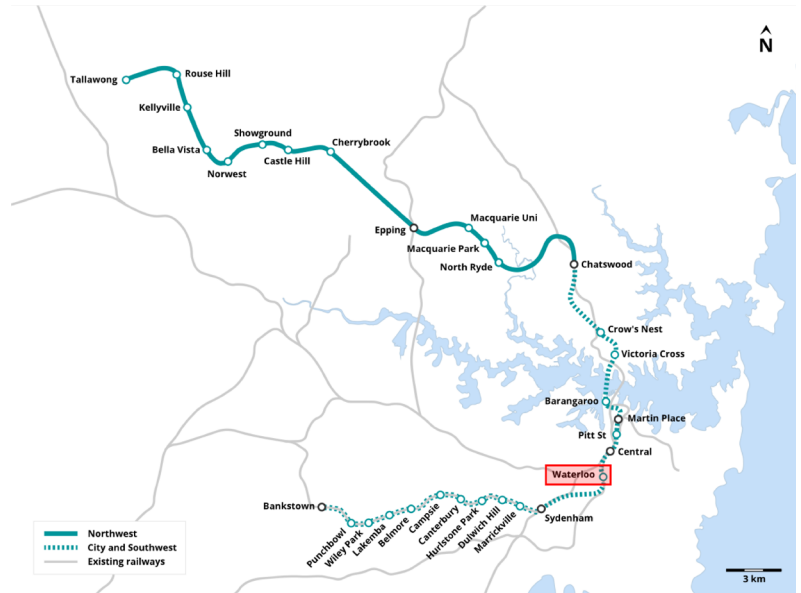 N
Tallawong
Rouse Hill
Kellyville
Bella Vista
Norwest
Showground
Castle Hill
Cherrybrook
Epping
Macquarie Uni
Macquarie Park
North Ryde
Chatswood
Crow's Nest
Victoria Cross
Barangaroo
Martin Place
Pitt St
Central
Waterloo
Sydenham
Marrickville
Dulwich Hill
Hurlstone Park
Canterbury
Campsie
Belmore
Lakemba
Wiley Park
Punchbowl
Bankstown
Northwest
City and Southwest
Existing railways
3 km